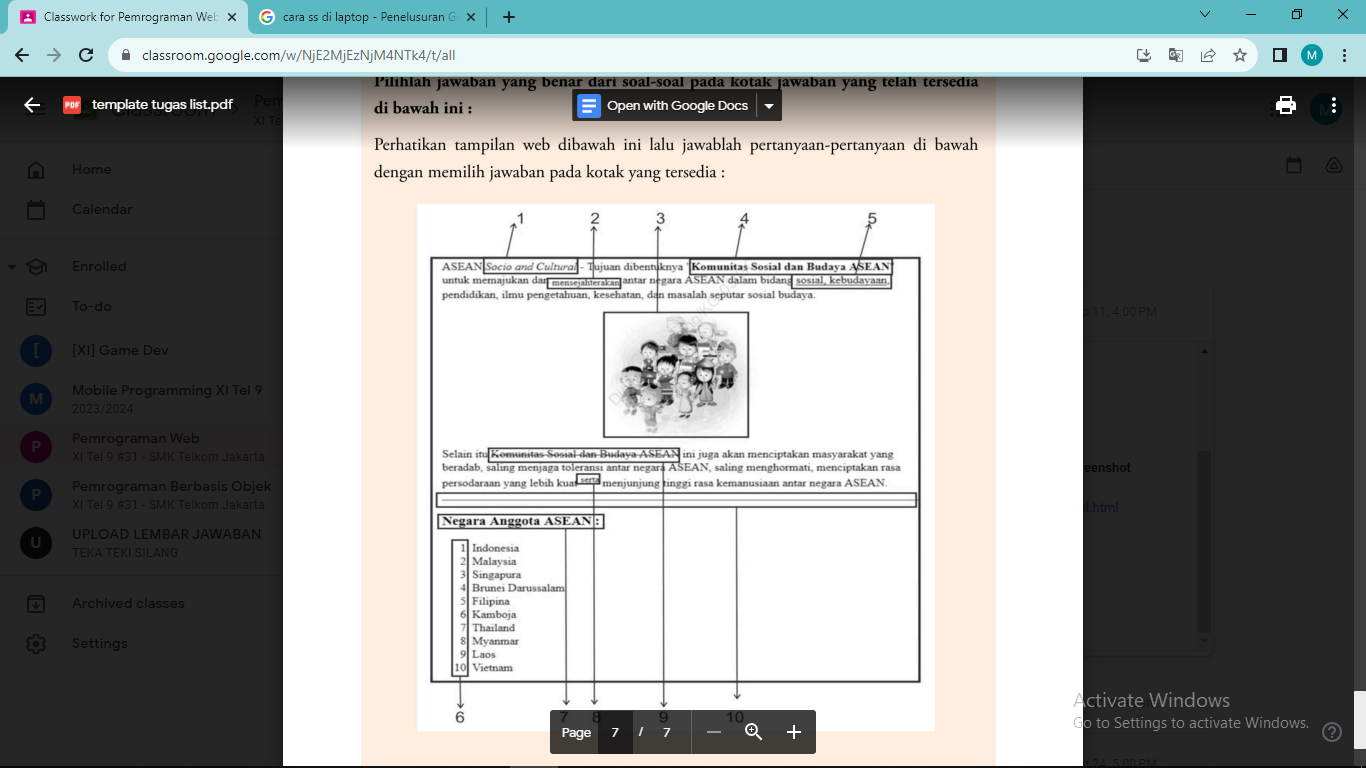 Classwork for Pemrograman Web
cara ss di laptop - Penelusuran G
classroom.google.com/w/NjE2MjEzNjM4NTk4/t/all
M
PDF template tugas list.pdf
Open with Google Docs
Pilihlah jawaban yang benar dari soal-soal pada kotak jawaban yang telah tersedia
di bawah ini :
Perhatikan tampilan web dibawah ini lalu jawablah pertanyaan-pertanyaan di bawah
dengan memilih jawaban pada kotak yang tersedia :
Home
Calendar
Enrolled
To-do
[ [XI] Game Dev
M Mobile Programming XI Tel 9
2023/2024
P Pemrograman Web
XI Tel 9 #31 - SMK Telkom Jakarta
P Pemrograman Berbasis Objek
XI Tel 9 #31 - SMK Telkom Jakarta
U UPLOAD LEMBAR JAWABAN
TEKA TEKI SILANG
Archived classes
Settings
1 2 3 4 5
ASEAN Socio and Cultural - Tujuan dibentuknya "Komunitas Sosial dan Budaya ASEAN"
untuk memajukan dan mensejahterakan antar negara ASEAN dalam bidang sosial, kebudayaan,
pendidikan, ilmu pengetahuan, kesehatan, dan masalah seputar sosial budaya.
Selain itu Komunitas Sosial dan Budaya ASEAN ini juga akan menciptakan masyarakat yang
beradab, saling menjaga toleransi antar negara ASEAN, saling menghormati, menciptakan rasa
persodaraan yang lebih kuat serta menjunjung tinggi rasa kemanusiaan antar negara ASEAN.
Negara Anggota ASEAN :
1 Indonesia
2 Malaysia
3 Singapura
4 Brunei Darussalam
5 Filipina
6 Kamboja
7 Thailand
8 Myanmar
9 Laos
10 Vietnam
6 7 8 9 10
Page 7 / 7
11, 4:00 PM
eenshot
.html
24, 5:00 PM
Activate Windows
Go to Settings to activate Windows.